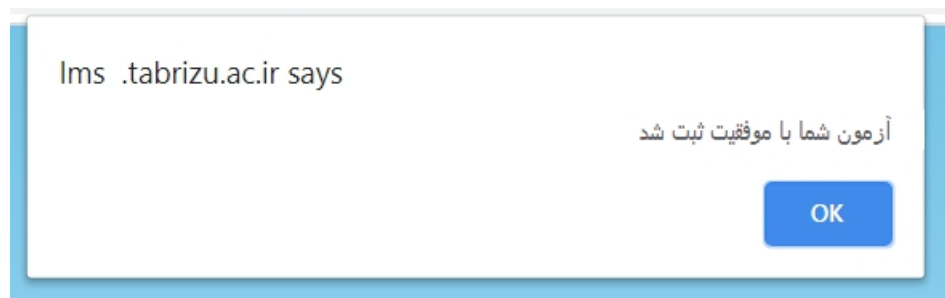 lms .tabrizu.ac.ir says
آزمون شما با موفقیت ثبت شد
OK